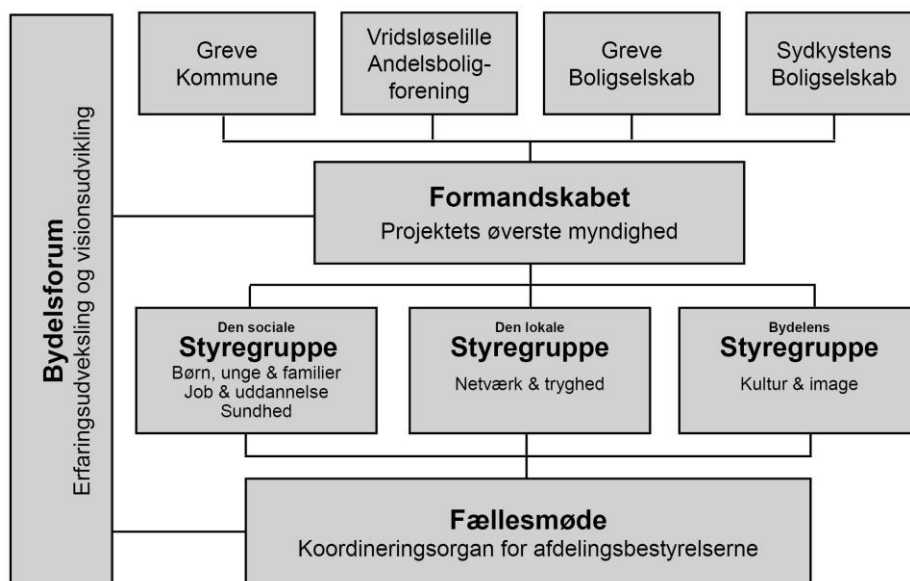 Bydelsforum
Erfaringsudveksling og visionsudvikling
Greve
Kommune
Vridsløselille
Andelsbolig-
forening
Greve
Boligselskab
Sydkystens
Boligselskab
Formandskabet
Projektets øverste myndighed
Den sociale
Styregruppe
Børn, unge & familier
Job & uddannelse
Sundhed
Den lokale
Styregruppe
Netværk & tryghed
Bydelens
Styregruppe
Kultur & image
Fællesmøde
Koordineringsorgan for afdelingsbestyrelserne